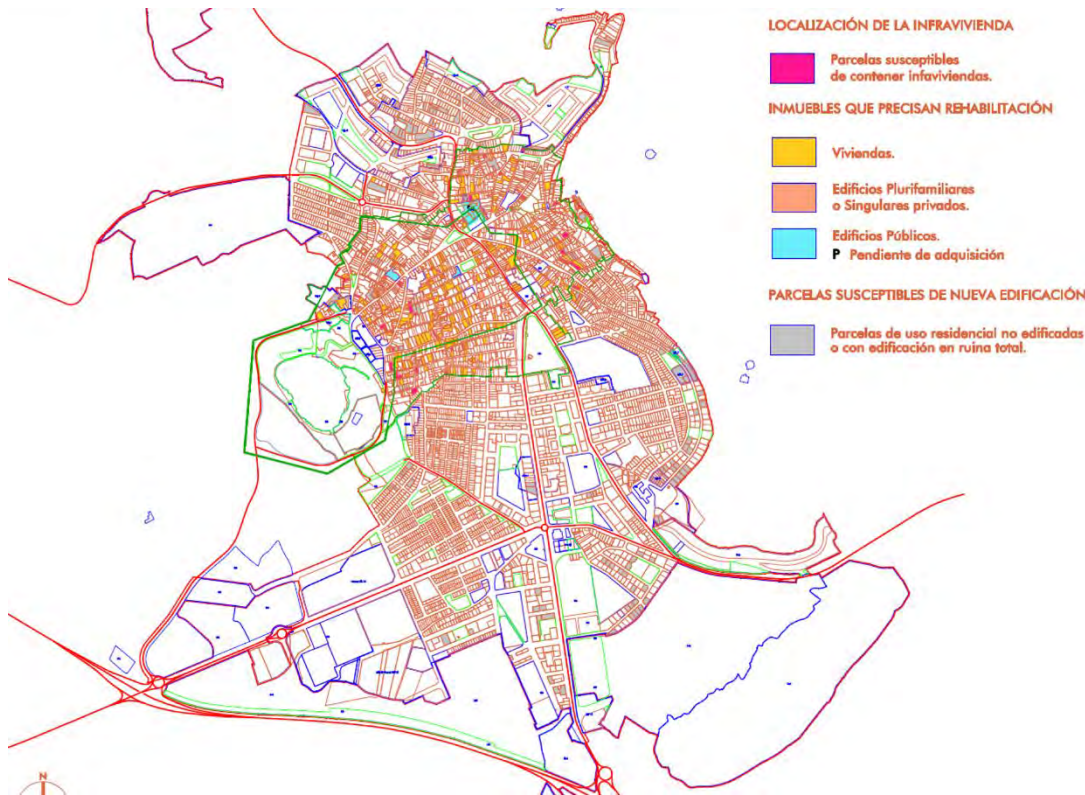 LOCALIZACIÓN DE LA INFRAVIVIENDA
Parcelas susceptibles
de contener infaviviendas.
INMUEBLES QUE PRECISAN REHABILITACIÓN
Viviendas.
Edificios Plurifamiliares
o Singulares privados.
Edificios Públicos.
P Pendiente de adquisición
PARCELAS SUSCEPTIBLES DE NUEVA EDIFICACIÓN
Parcelas de uso residencial no edificadas
o con edificación en ruina total.
N